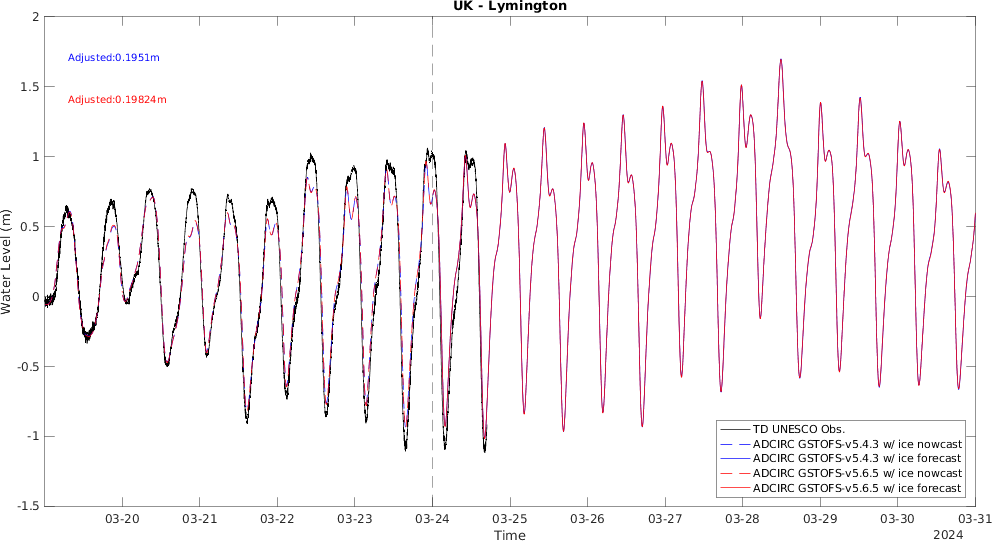 UK - Lymington
2
1.5
1
0.5
0
-0.5
-1
-1.5
Water Level (m)
Adjusted:0.1951m
Adjusted:0.19824m
TD UNESCO Obs.
ADCIRC GSTOFS-v5.4.3 w/ ice nowcast
ADCIRC GSTOFS-v5.4.3 w/ ice forecast
ADCIRC GSTOFS-v5.6.5 w/ ice nowcast
ADCIRC GSTOFS-v5.6.5 w/ ice forecast
03-20 03-21 03-22 03-23 03-24 03-25 03-26 03-27 03-28 03-29 03-30 03-31
Time
2024